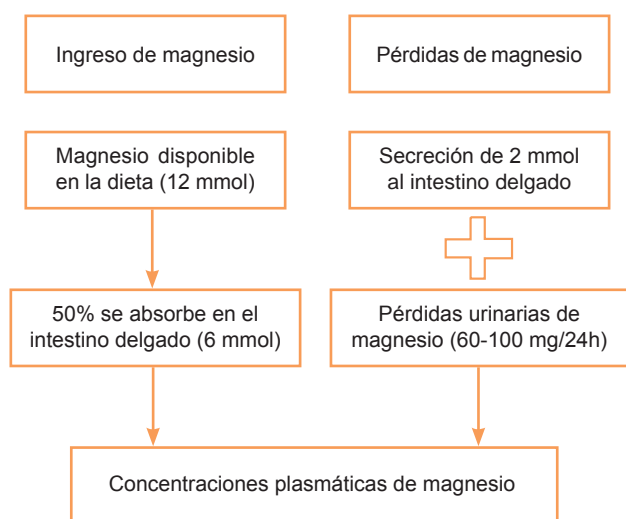 Ingreso de magnesio
Pérdidas de magnesio
Magnesio disponible
en la dieta (12 mmol)
Secreción de 2 mmol
al intestino delgado
50% se absorbe en el
intestino delgado (6 mmol)
Pérdidas urinarias de
magnesio (60-100 mg/24h)
Concentraciones plasmáticas de magnesio